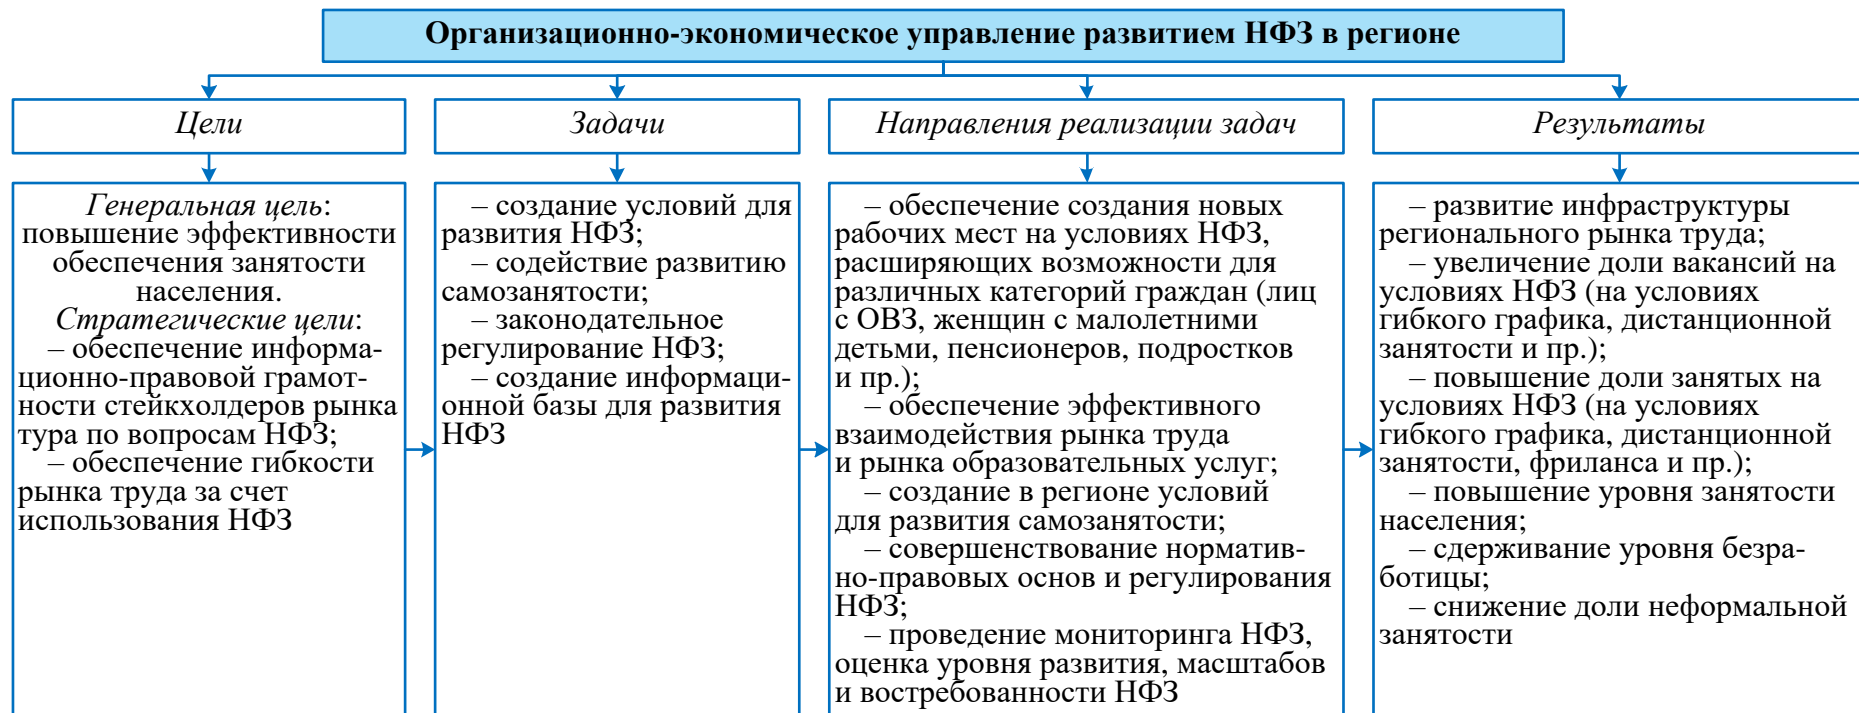 Организационно-экономическое управление развитием НФЗ в регионе
Цели
Задачи
Направления реализации задач
Результаты
Генеральная цель:
повышение эффективности
обеспечения занятости
населения.
Стратегические цели:
– обеспечение информа-
ционно-правовой грамот-
ности стейкхолдеров рынка
тура по вопросам НФЗ;
– обеспечение гибкости
рынка труда за счет
использования НФЗ
– создание условий для
развития НФЗ;
– содействие развитию
самозанятости;
– законодательное
регулирование НФЗ;
– создание информаци-
онной базы для развития
НФЗ
– обеспечение создания новых
рабочих мест на условиях НФЗ,
расширяющих возможности для
различных категорий граждан (лиц
с ОВЗ, женщин с малолетними
детьми, пенсионеров, подростков
и пр.);
– обеспечение эффективного
взаимодействия рынка труда
и рынка образовательных услуг;
– создание в регионе условий
для развития самозанятости;
– совершенствование норматив-
но-правовых основ и регулирования
НФЗ;
– проведение мониторинга НФЗ,
оценка уровня развития, масштабов
и востребованности НФЗ
– развитие инфраструктуры
регионального рынка труда;
– увеличение доли вакансий на
условиях НФЗ (на условиях
гибкого графика, дистанционной
занятости и пр.);
– повышение доли занятых на
условиях НФЗ (на условиях
гибкого графика, дистанционной
занятости, фриланса и пр.);
– повышение уровня занятости
населения;
– сдерживание уровня безра-
ботицы;
– снижение доли неформальной
занятости